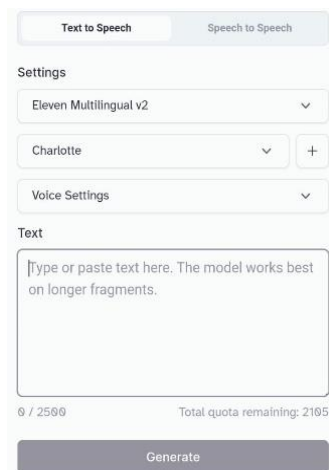 Text to Speech
Speech to Speech
Settings
Eleven Multilingual v2
Charlotte
+
Voice Settings
Text
Type or paste text here. The model works best
on longer fragments.
0 / 2500
Total quota remaining: 2105
Generate